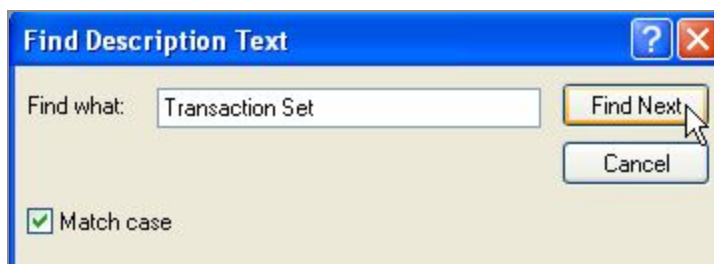 Find Description Text
Find what: Transaction Set Find Next
Cancel
Match case